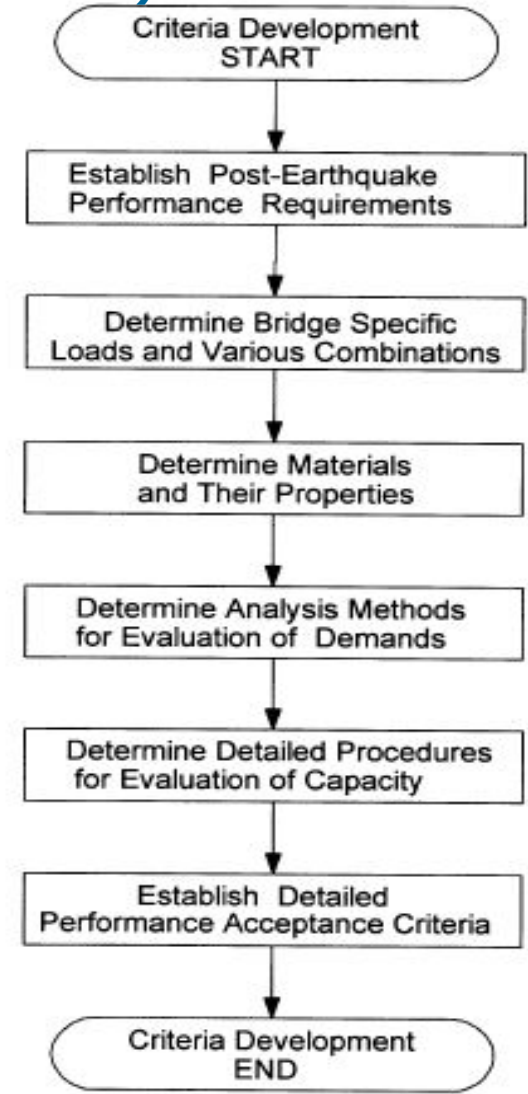 Criteria Development
START
Establish Post-Earthquake
Performance Requirements
Determine Bridge Specific
Loads and Various Combinations
Determine Materials
and Their Properties
Determine Analysis Methods
for Evaluation of Demands
Determine Detailed Procedures
for Evaluation of Capacity
Establish Detailed
Performance Acceptance Criteria
Criteria Development
END